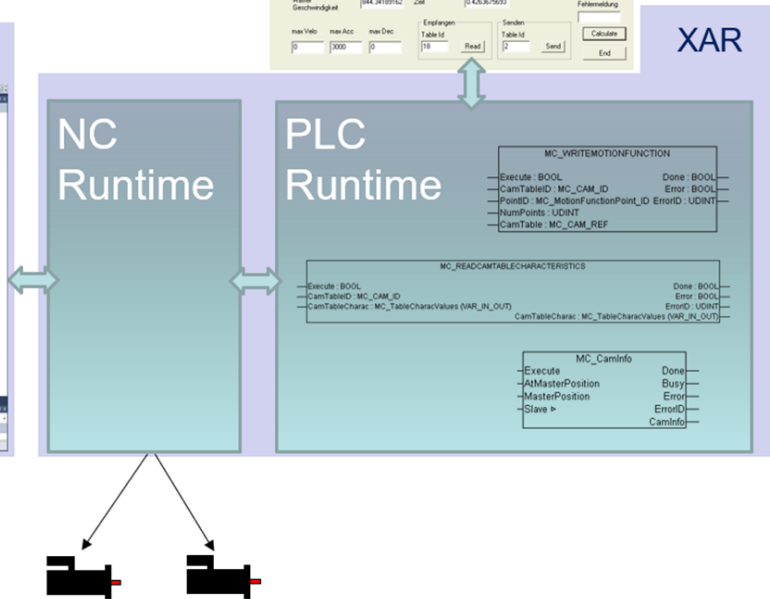 Master
Geschwindigkeit
844.34189162
Zeit
0.4263675693
Fehlermeldung
max Velo
max Acc
max Dec
0
3000
0
Empfangen
Table Id
18
Read
Senden
Table Id
2
Send
Calculate
End
XAR
NC
Runtime
PLC
Runtime
MC_WRITEMOTIONFUNCTION
Execute : BOOL Done : BOOL
CamTableID : MC_CAM_ID Error : BOOL
PointID : MC_MotionFunctionPoint_ID ErrorID : UDINT
NumPoints : UDINT
CamTable : MC_CAM_REF
MC_READCAMTABLECHARACTERISTICS
Execute : BOOL Done : BOOL
CamTableID : MC_CAM_ID Error : BOOL
CamTableCharac : MC_TableCharacValues (VAR_IN_OUT) ErrorID : UDINT
CamTableCharac : MC_TableCharacValues (VAR_IN_OUT)
MC_CamInfo
Execute Done
AtMasterPosition Busy
MasterPosition Error
Slave ErrorID
CamInfo